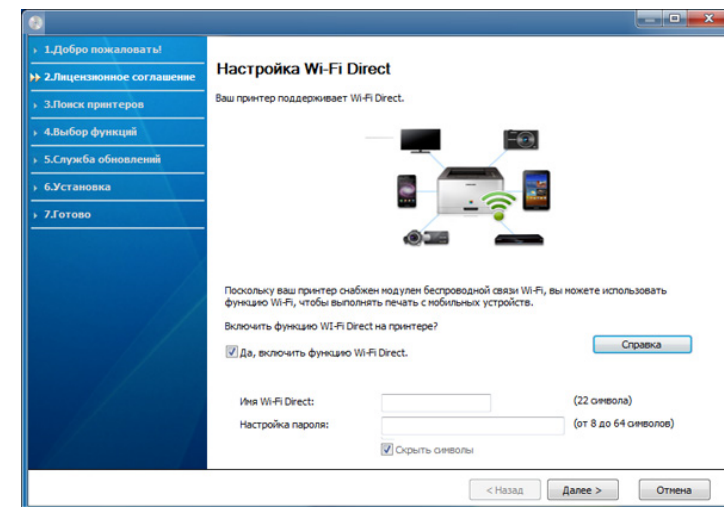 1.Добро пожаловать!
2.Лицензионное соглашение
3.Поиск принтеров
4.Выбор функций
5.Служба обновлений
6.Установка
7.Готово
Настройка Wi-Fi Direct
Ваш принтер поддерживает Wi-Fi Direct.
Поскольку ваш принтер снабжен модулем беспроводной связи Wi-Fi, вы можете использовать
функцию Wi-Fi, чтобы выполнять печать с мобильных устройств.
Включить функцию WI-Fi Direct на принтере?
Справка
Да, включить функцию Wi-Fi Direct.
Имя Wi-Fi Direct: (22 символа)
Настройка пароля: (от 8 до 64 символов)
Скрыть символы
< Назад Далее > Отмена